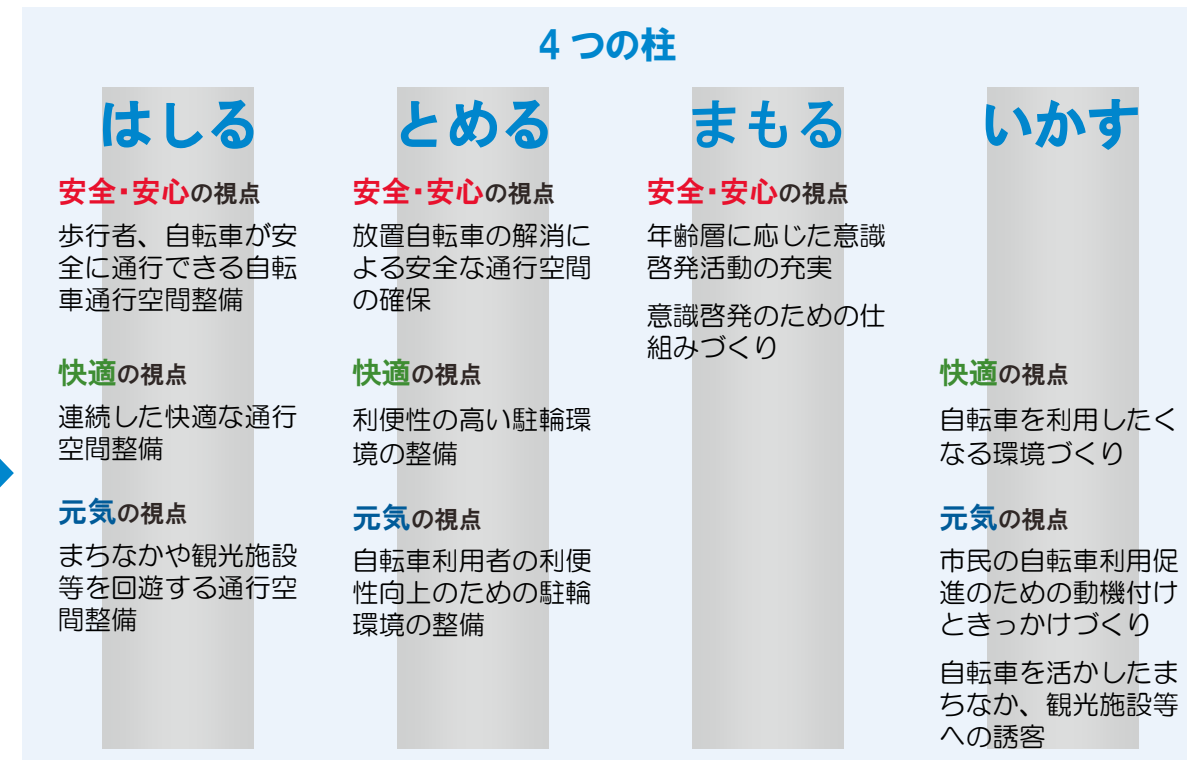 4つの柱
はしる
安全・安心の視点
歩行者、自転車が安
全に通行できる自転
車通行空間整備
快適の視点
連続した快適な通行
空間整備
元気の視点
まちなかや観光施設
等を回遊する通行空
間整備
とめる
安全・安心の視点
放置自転車の解消に
よる安全な通行空間
の確保
快適の視点
利便性の高い駐輪環
境の整備
元気の視点
自転車利用者の利便
性向上のための駐輪
環境の整備
まもる
安全・安心の視点
年齢層に応じた意識
啓発活動の充実
意識啓発のための仕
組みづくり
いかす
快適の視点
自転車を利用したく
なる環境づくり
元気の視点
市民の自転車利用促
進のための動機付け
ときっかけづくり
自転車を活かしたま
ちなか、観光施設等
への誘客